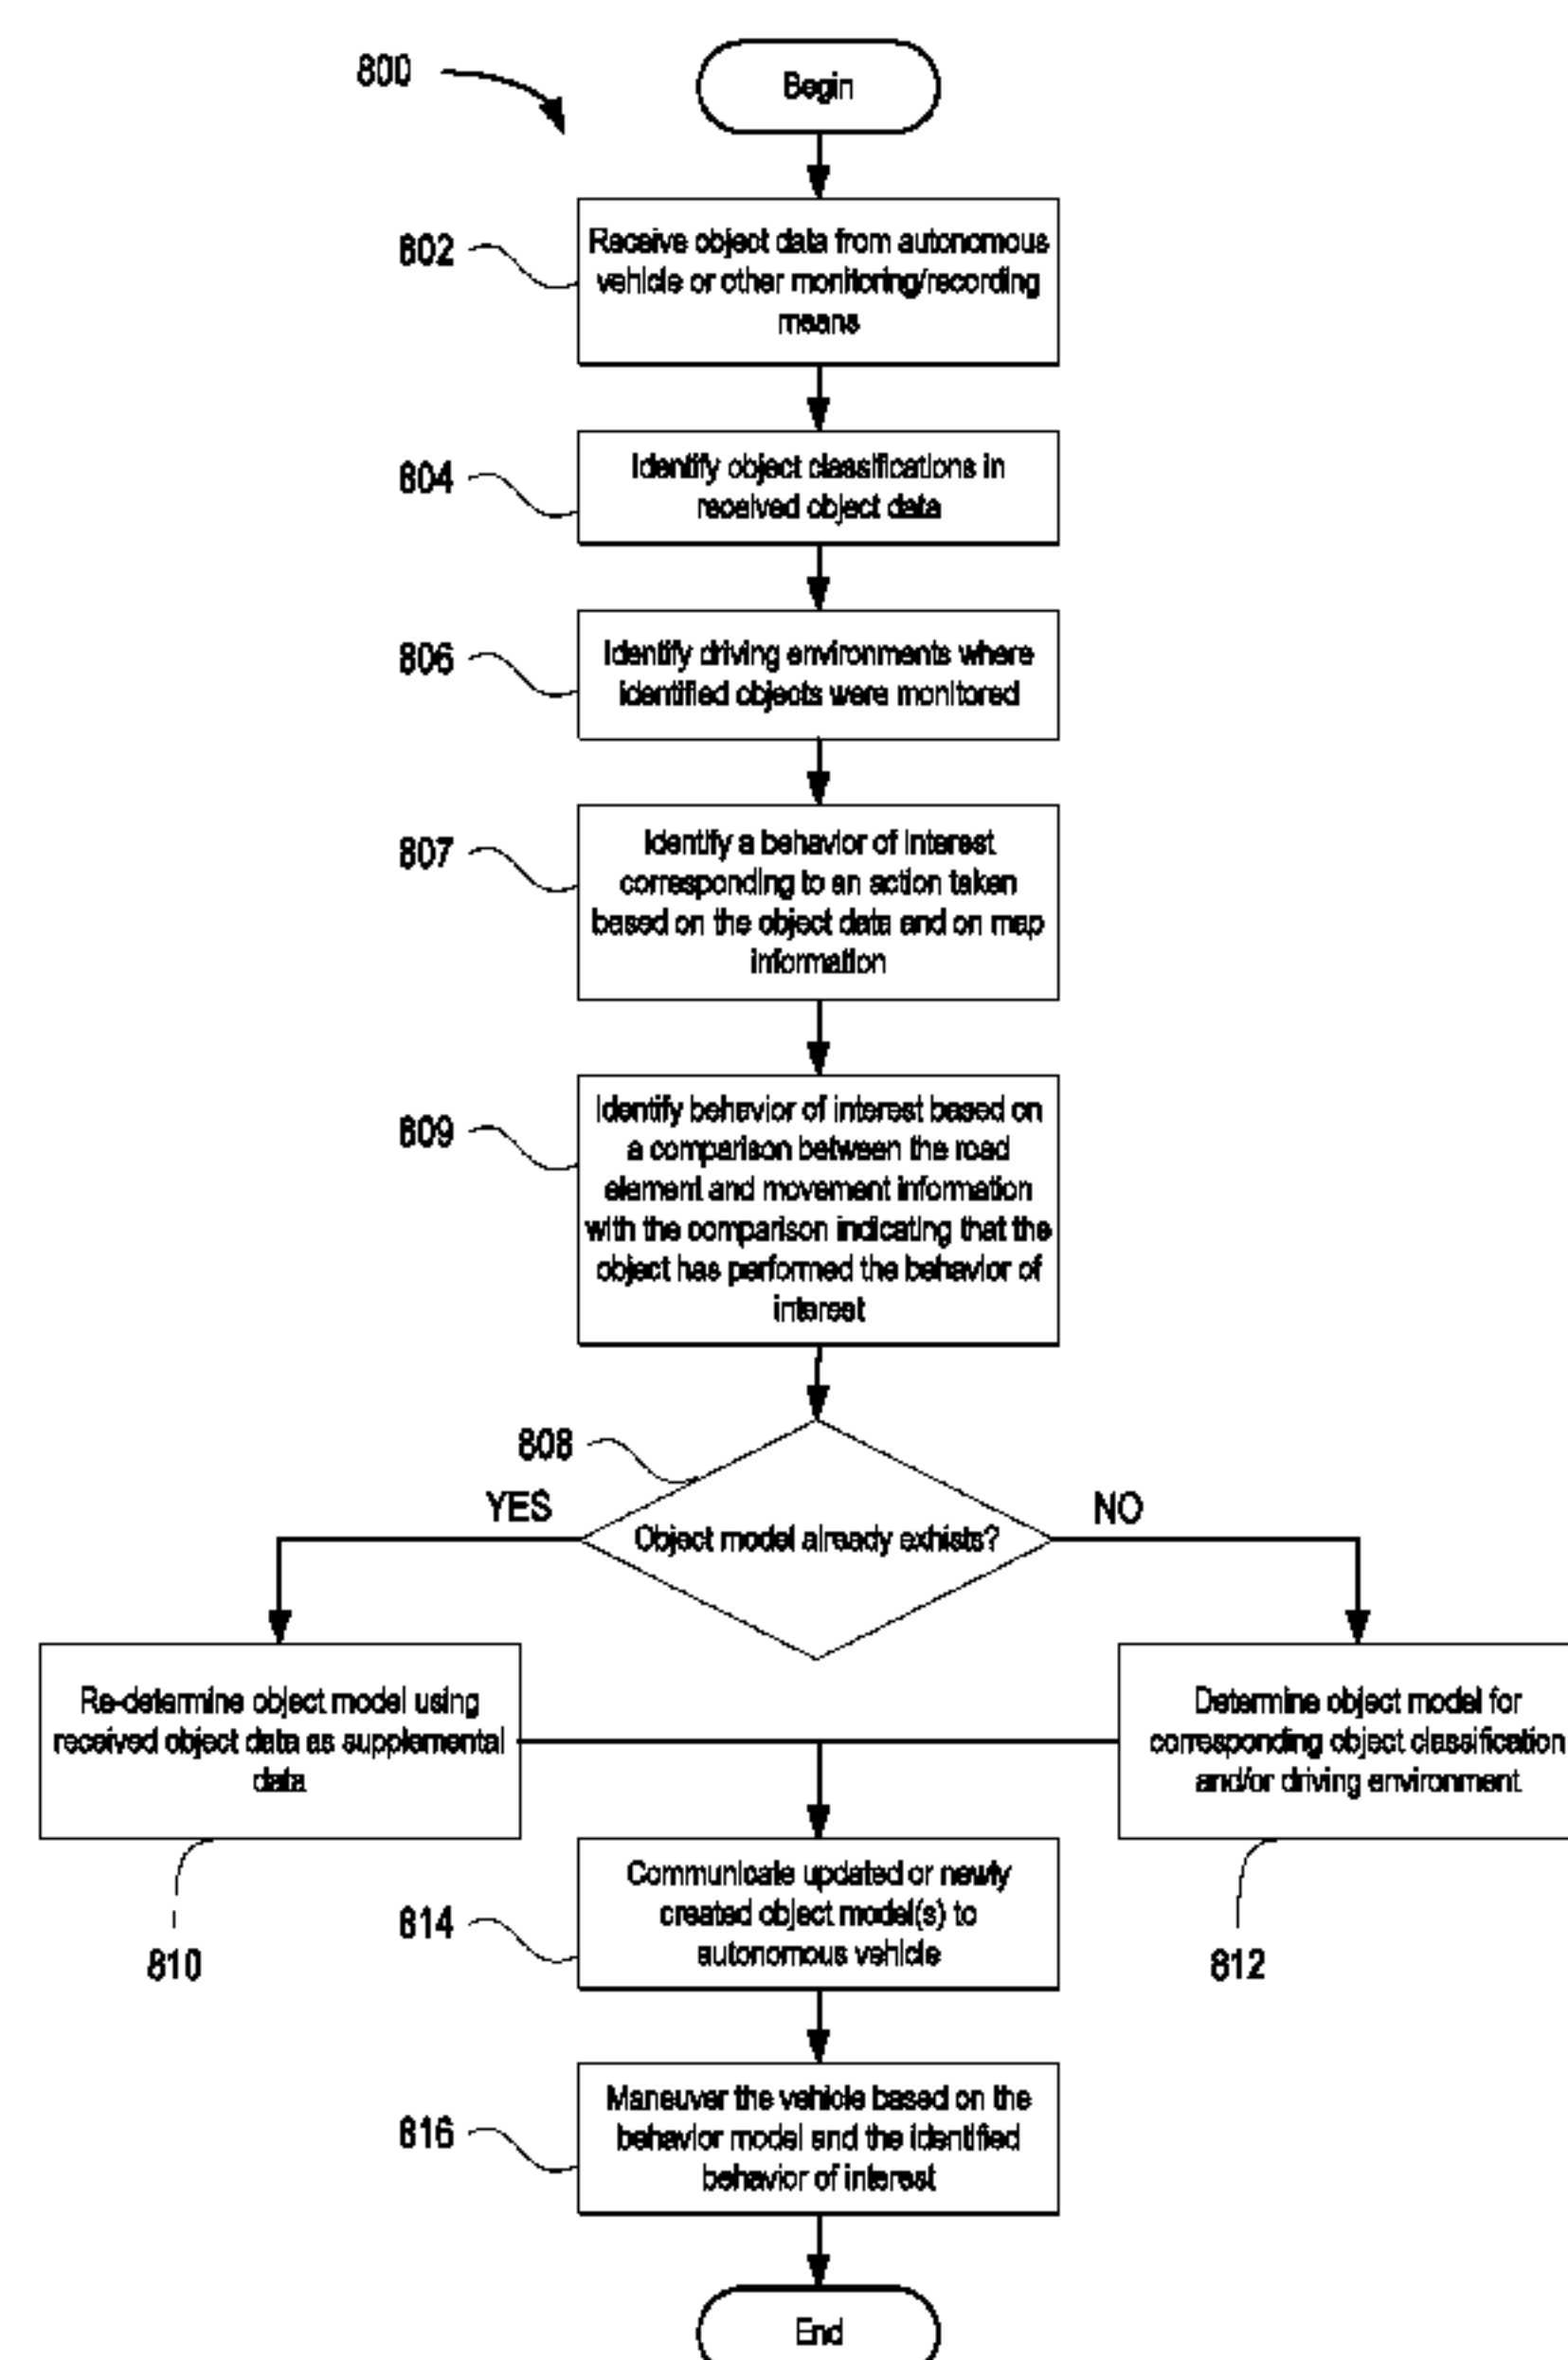 800
Begin
802
Receive object data from autonomous
vehicle or other monitoring/recording
means
804
Identify object classifications in
received object data
806
Identify driving environments where
identified objects were monitored
807
Identify a behavior of interest
corresponding to an action taken
based on the object data and on map
information
809
Identify behavior of interest based on
a comparison between the road
element and movement information
with the comparison indicating that the
object has performed the behavior of
interest
808
YES
Object model already exhists?
NO
Re-determine object model using
received object data as supplemental
data
810
Determine object model for
corresponding object classification
and/or driving environment
812
814
Communicate updated or newly
created object model(s) to
autonomous vehicle
816
Maneuver the vehicle based on the
behavior model and the identified
behavior of interest
End